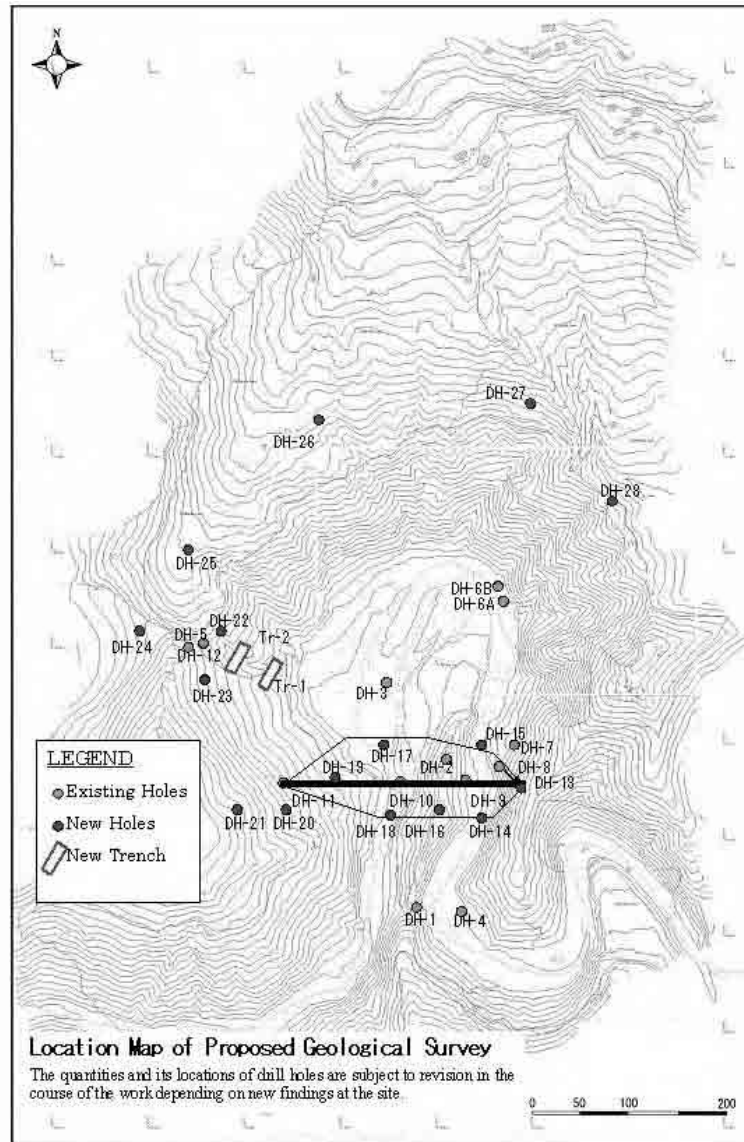 N
DH-27
DH-26
DH-28
DH-25
DH-6B
DH-6A
DH-22
DH-5
Tr-2
DH-24
DH-12
Tr-1
DH-23
DH-3
DH-15
DH-7
DH-17
DH-2
DH-8
DH-19
DH-13
DH-11
DH-10
DH-9
DH-21
DH-20
DH-18
DH-16
DH-14
DH-1
DH-4
LEGEND
Existing Holes
New Holes
New Trench
Location Map of Proposed Geological Survey
The quantities and its locations of drill holes are subject to revision in the
course of the work depending on new findings at the site.
0 50 100 200